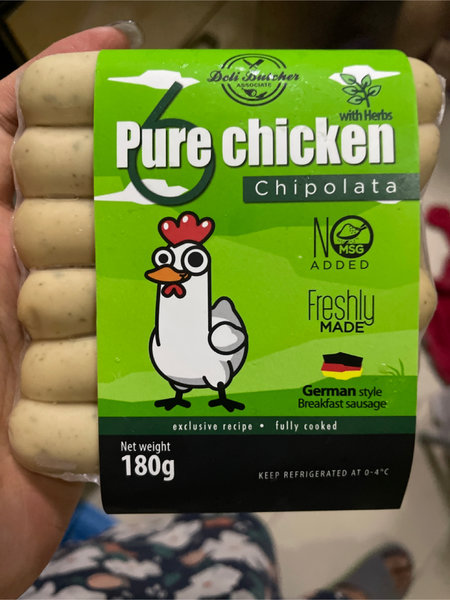 Deli Butcher
ASSOCIATE
with Herbs
6
Pure chicken
Chipolata
NO
MSG
ADDED
Freshly
MADE
German style
Breakfast sausage
exclusive recipe • fully cooked
Net weight
180g
KEEP REFRIGERATED AT 0-4°C